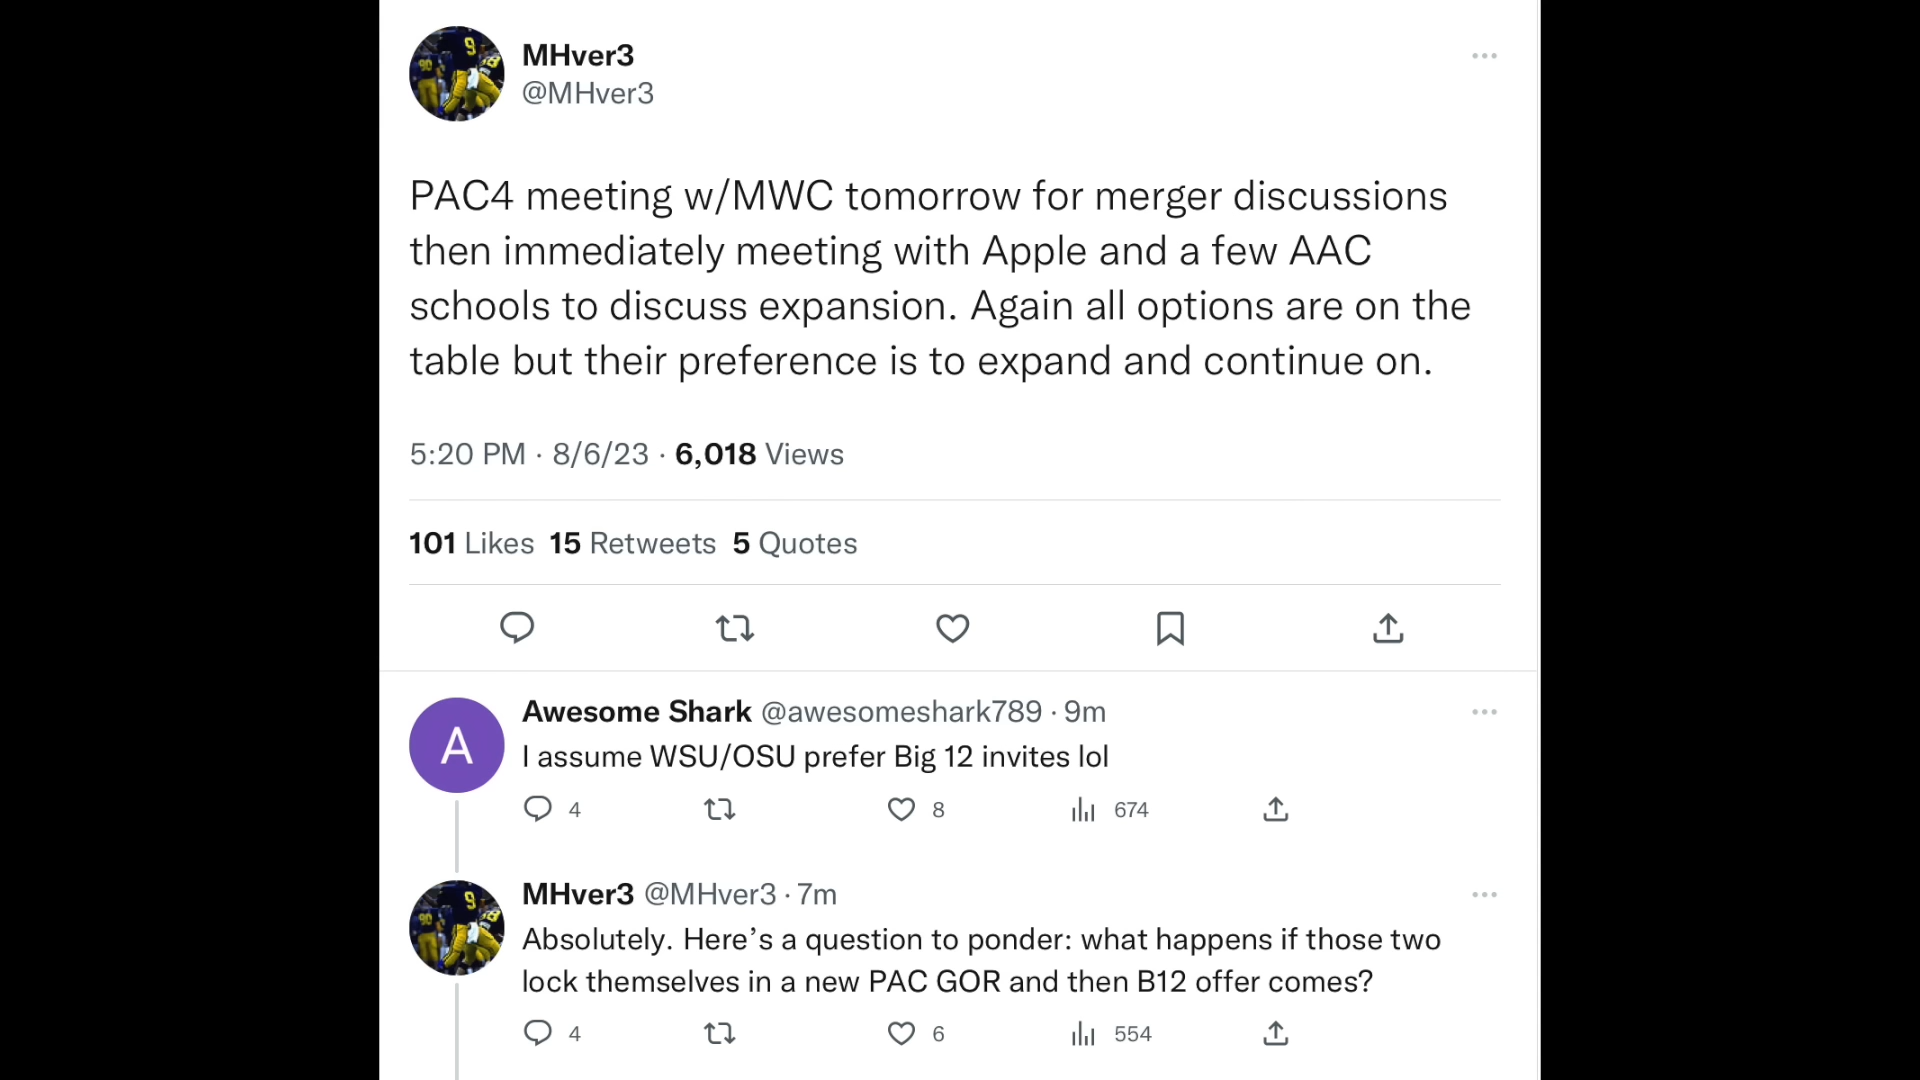 MHver3
@MHver3
PAC4 meeting w/MWC tomorrow for merger discussions
then immediately meeting with Apple and a few AAC
schools to discuss expansion. Again all options are on the
table but their preference is to expand and continue on.
5:20 PM · 8/6/23 · 6,018 Views
101 Likes 15 Retweets 5 Quotes
A
Awesome Shark @awesomeshark789 · 9m
I assume WSU/OSU prefer Big 12 invites lol
4 8 674
MHver3 @MHver3 · 7m
Absolutely. Here’s a question to ponder: what happens if those two
lock themselves in a new PAC GOR and then B12 offer comes?
4 6 554